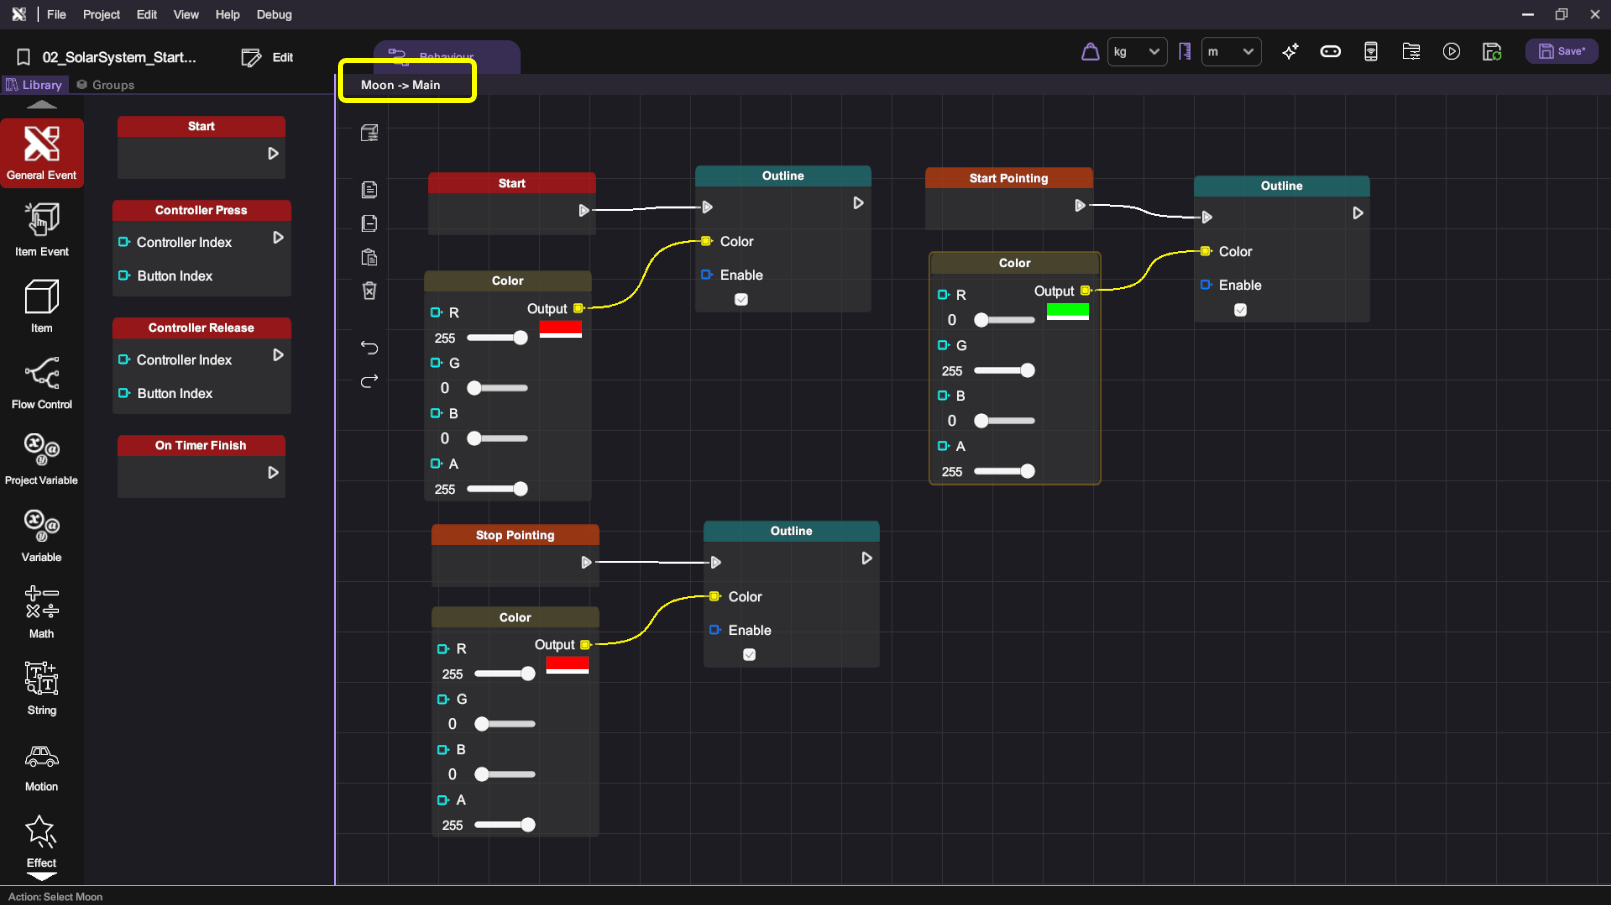 File Project Edit View Help Debug
02_SolarSystem_Start... Edit
Behaviour
kg m Save*
Library Groups
Moon -> Main
General Event
Item Event
Item
Flow Control
Project Variable
Variable
Math
String
Motion
Effect
Start
Controller Press
Controller Index
Button Index
Controller Release
Controller Index
Button Index
On Timer Finish
Start
Outline
Color
Enable
Color
R Output
255
G
0
B
0
A
255
Start Pointing
Outline
Color
Enable
Color
R Output
0
G
255
B
0
A
255
Stop Pointing
Outline
Color
Enable
Color
R Output
255
G
0
B
0
A
255
Action: Select Moon